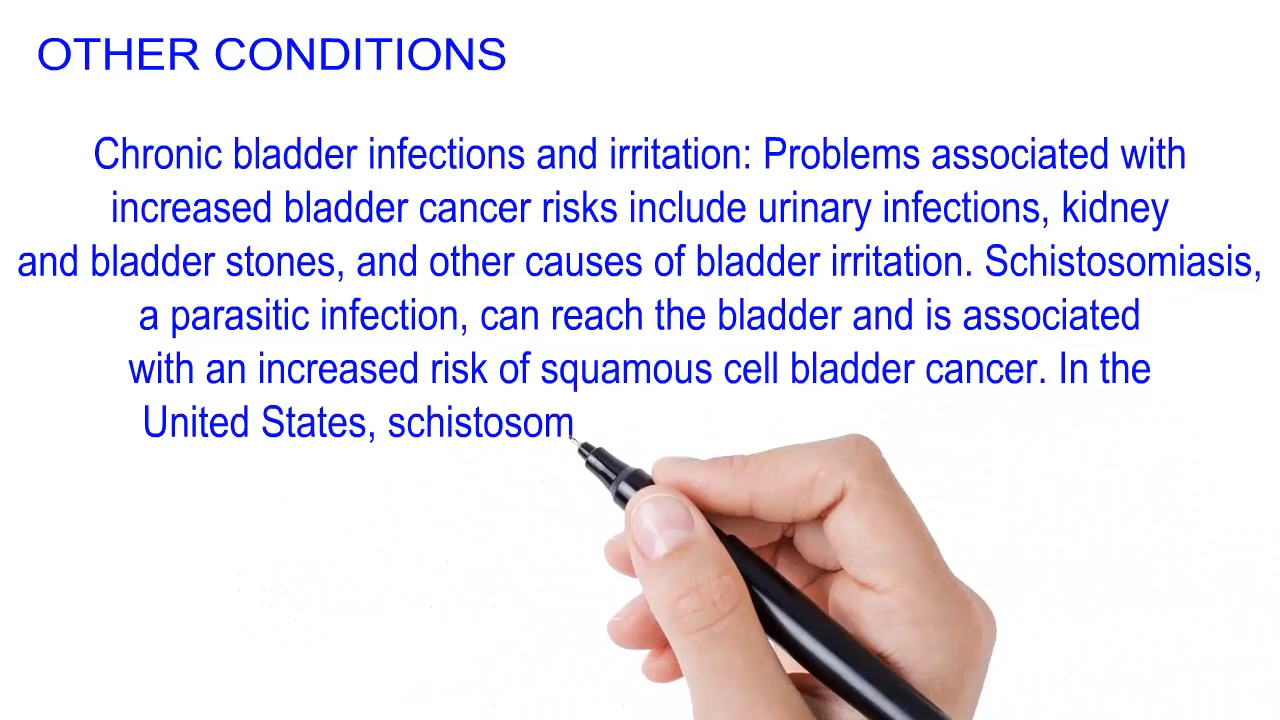 OTHER CONDITIONS
Chronic bladder infections and irritation: Problems associated with
increased bladder cancer risks include urinary infections, kidney
and bladder stones, and other causes of bladder irritation. Schistosomiasis,
a parasitic infection, can reach the bladder and is associated
with an increased risk of squamous cell bladder cancer. In the
United States, schistosom